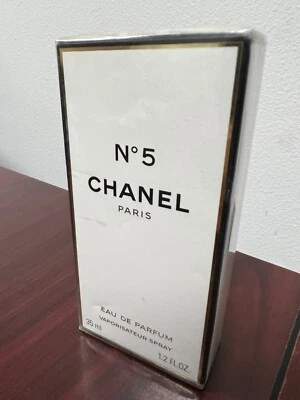 N°5
CHANEL
PARIS
EAU DE PARFUM
VAPORISATEUR SPRAY
35 ml 1.2 FL.OZ.